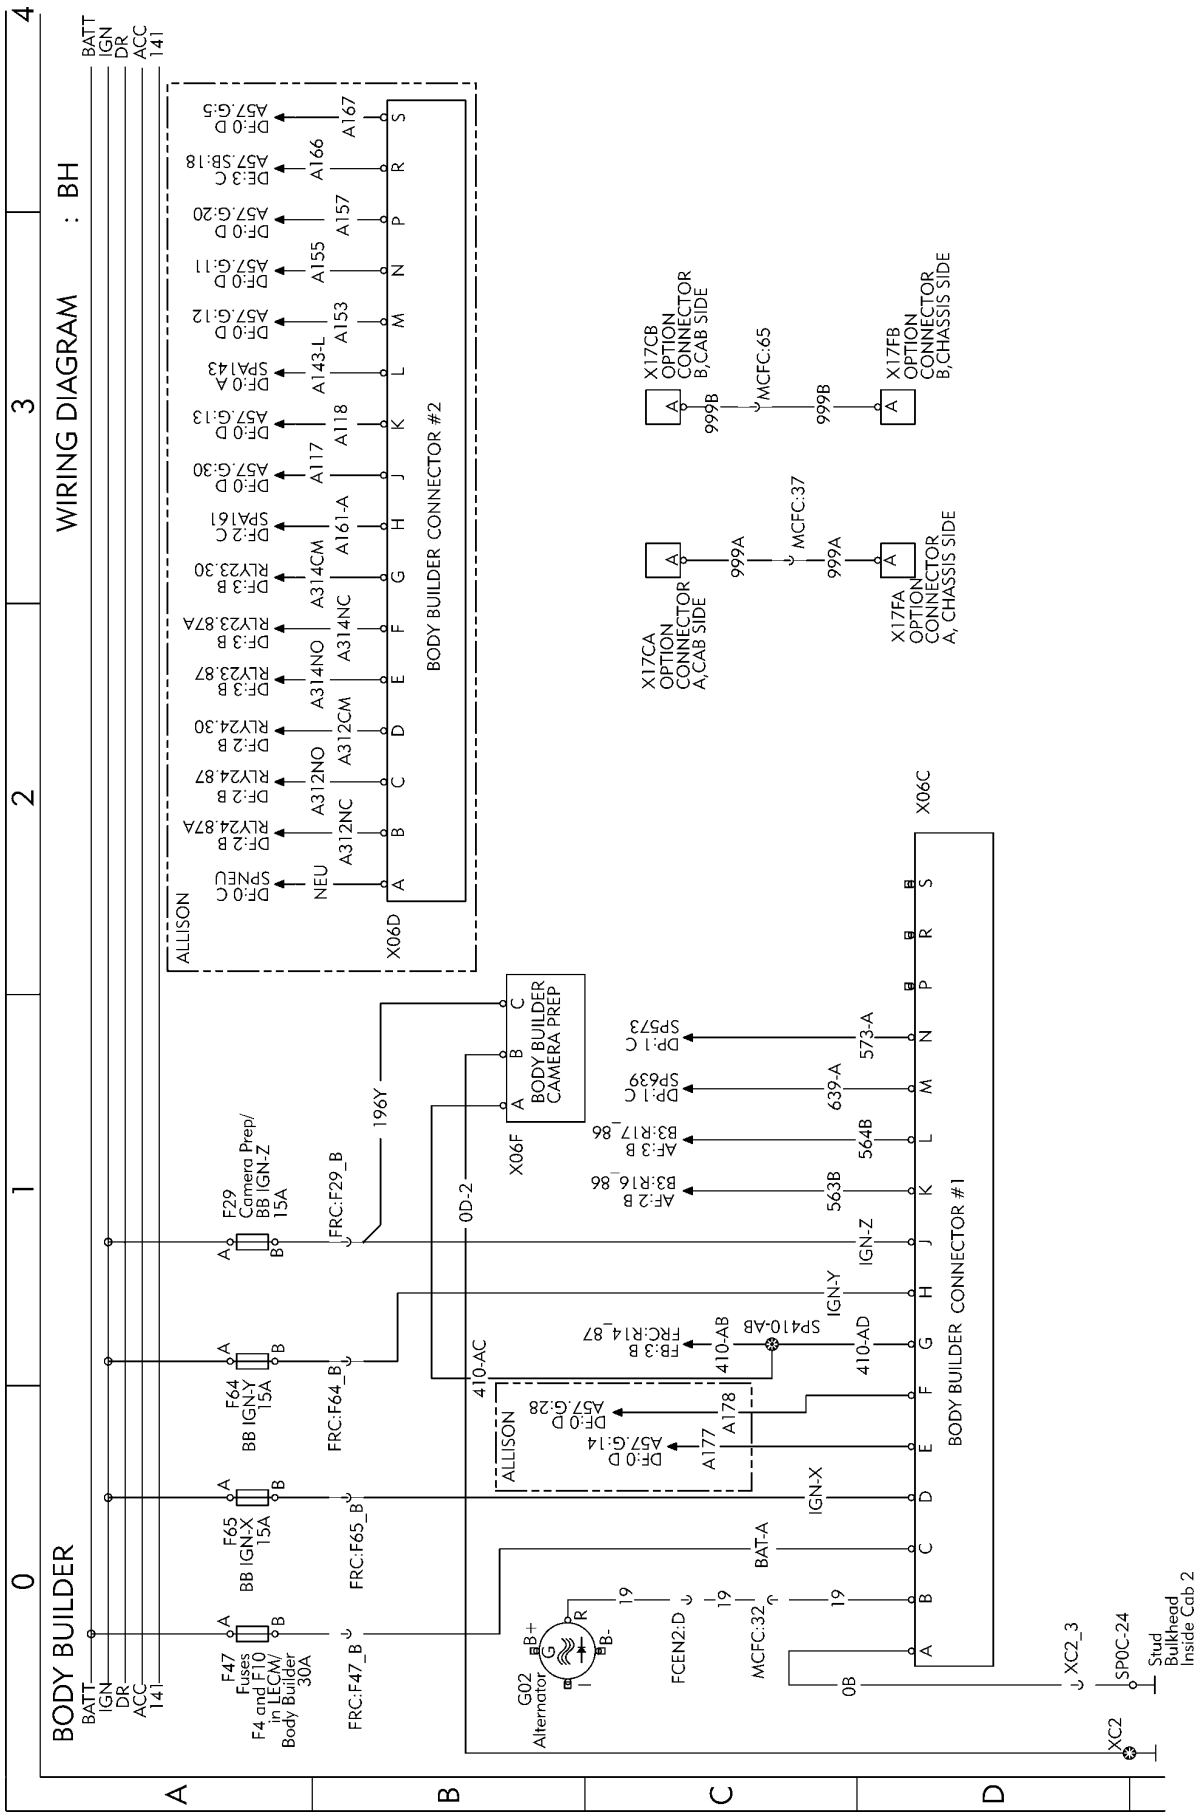 0
1
2
3
4
BODY BUILDER
WIRING DIAGRAM : BH
BATT
IGN
DR
ACC
141
BATT
IGN
DR
ACC
141
A
B
C
D
F47
Fuses
F4 and F10
in LECM/
Body Builder
30A
A
B
FRC:F47_B
F65
BB IGN-X
15A
A
B
FRC:F65_B
F64
BB IGN-Y
15A
A
B
FRC:F64_B
F29
Camera Prep/
BB IGN-Z
15A
A
B
FRC:F29_B
196Y
ALLISON
DF:0 C
SPNEU
NEU
A
DF:2 B
RLY24.87A
A312NC
B
DF:2 B
RLY24.87
A312NO
C
DF:2 B
RLY24.30
A312CM
D
DF:3 B
RLY23.87
A314NO
E
DF:3 B
RLY23.87A
A314NC
F
DF:3 B
RLY23.30
A314CM
G
DF:2 C
SPA161
A161-A
H
DF:0 D
A57.G:30
A117
J
DF:0 D
A57.G:13
A118
K
DF:0 A
SPA143
A143-L
L
DF:0 D
A57.G:12
A153
M
DF:0 D
A57.G:11
A155
N
DF:0 D
A57.G:20
A157
P
DE:3 C
A57.SB:18
A166
R
DF:0 D
A57.G:5
A167
S
X06D
BODY BUILDER CONNECTOR #2
X06F
A
B
C
BODY BUILDER
CAMERA PREP
0D-2
410-AC
G02
Alternator
B+
G
B-
R
I
19
FCEN2:D
19
MCFC:32
19
0B
BAT-A
IGN-X
ALLISON
DF:0 D
A57.G:14
A177
DF:0 D
A57.G:28
A178
FB:3 B
FRC:R14_87
410-AB
SP410-AB
410-AD
IGN-Y
IGN-Z
AF:2 B
B3:R16_86
563B
AF:3 B
B3:R17_86
564B
DP:1 C
SP639
639-A
DP:1 C
SP573
573-A
A
B
C
D
E
F
G
H
J
K
L
M
N
P
R
S
BODY BUILDER CONNECTOR #1
X06C
XC2
XC2_3
SP0C-24
Stud
Bulkhead
Inside Cab 2
X17CA
OPTION
CONNECTOR
A,CAB SIDE
A
999A
MCFC:37
999A
A
X17FA
OPTION
CONNECTOR
A, CHASSIS SIDE
X17CB
OPTION
CONNECTOR
B,CAB SIDE
A
999B
MCFC:65
999B
A
X17FB
OPTION
CONNECTOR
B,CHASSIS SIDE